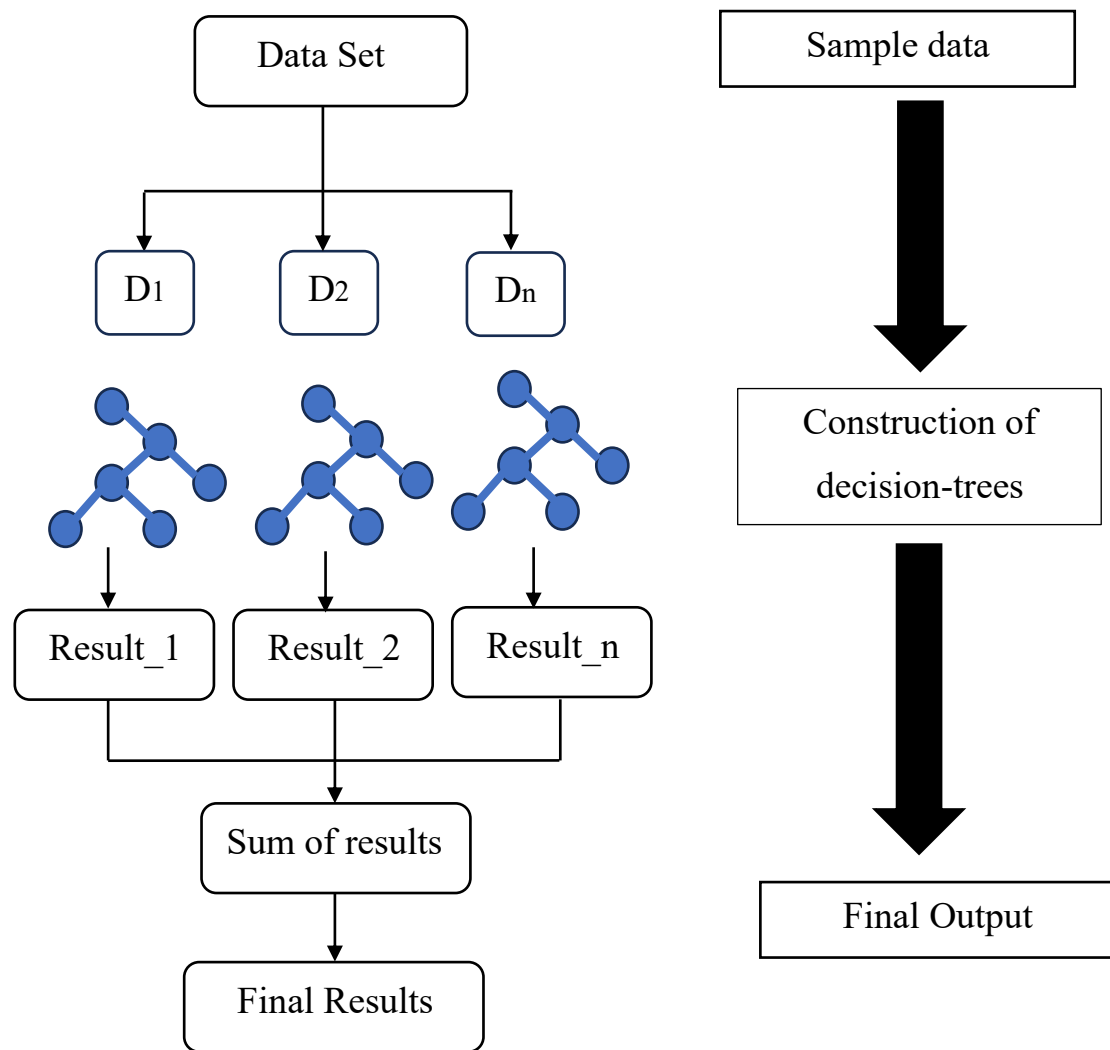 Data Set
Sample data
D1
D2
Dn
Construction of
decision-trees
Result_1
Result_2
Result_n
Sum of results
Final Output
Final Results